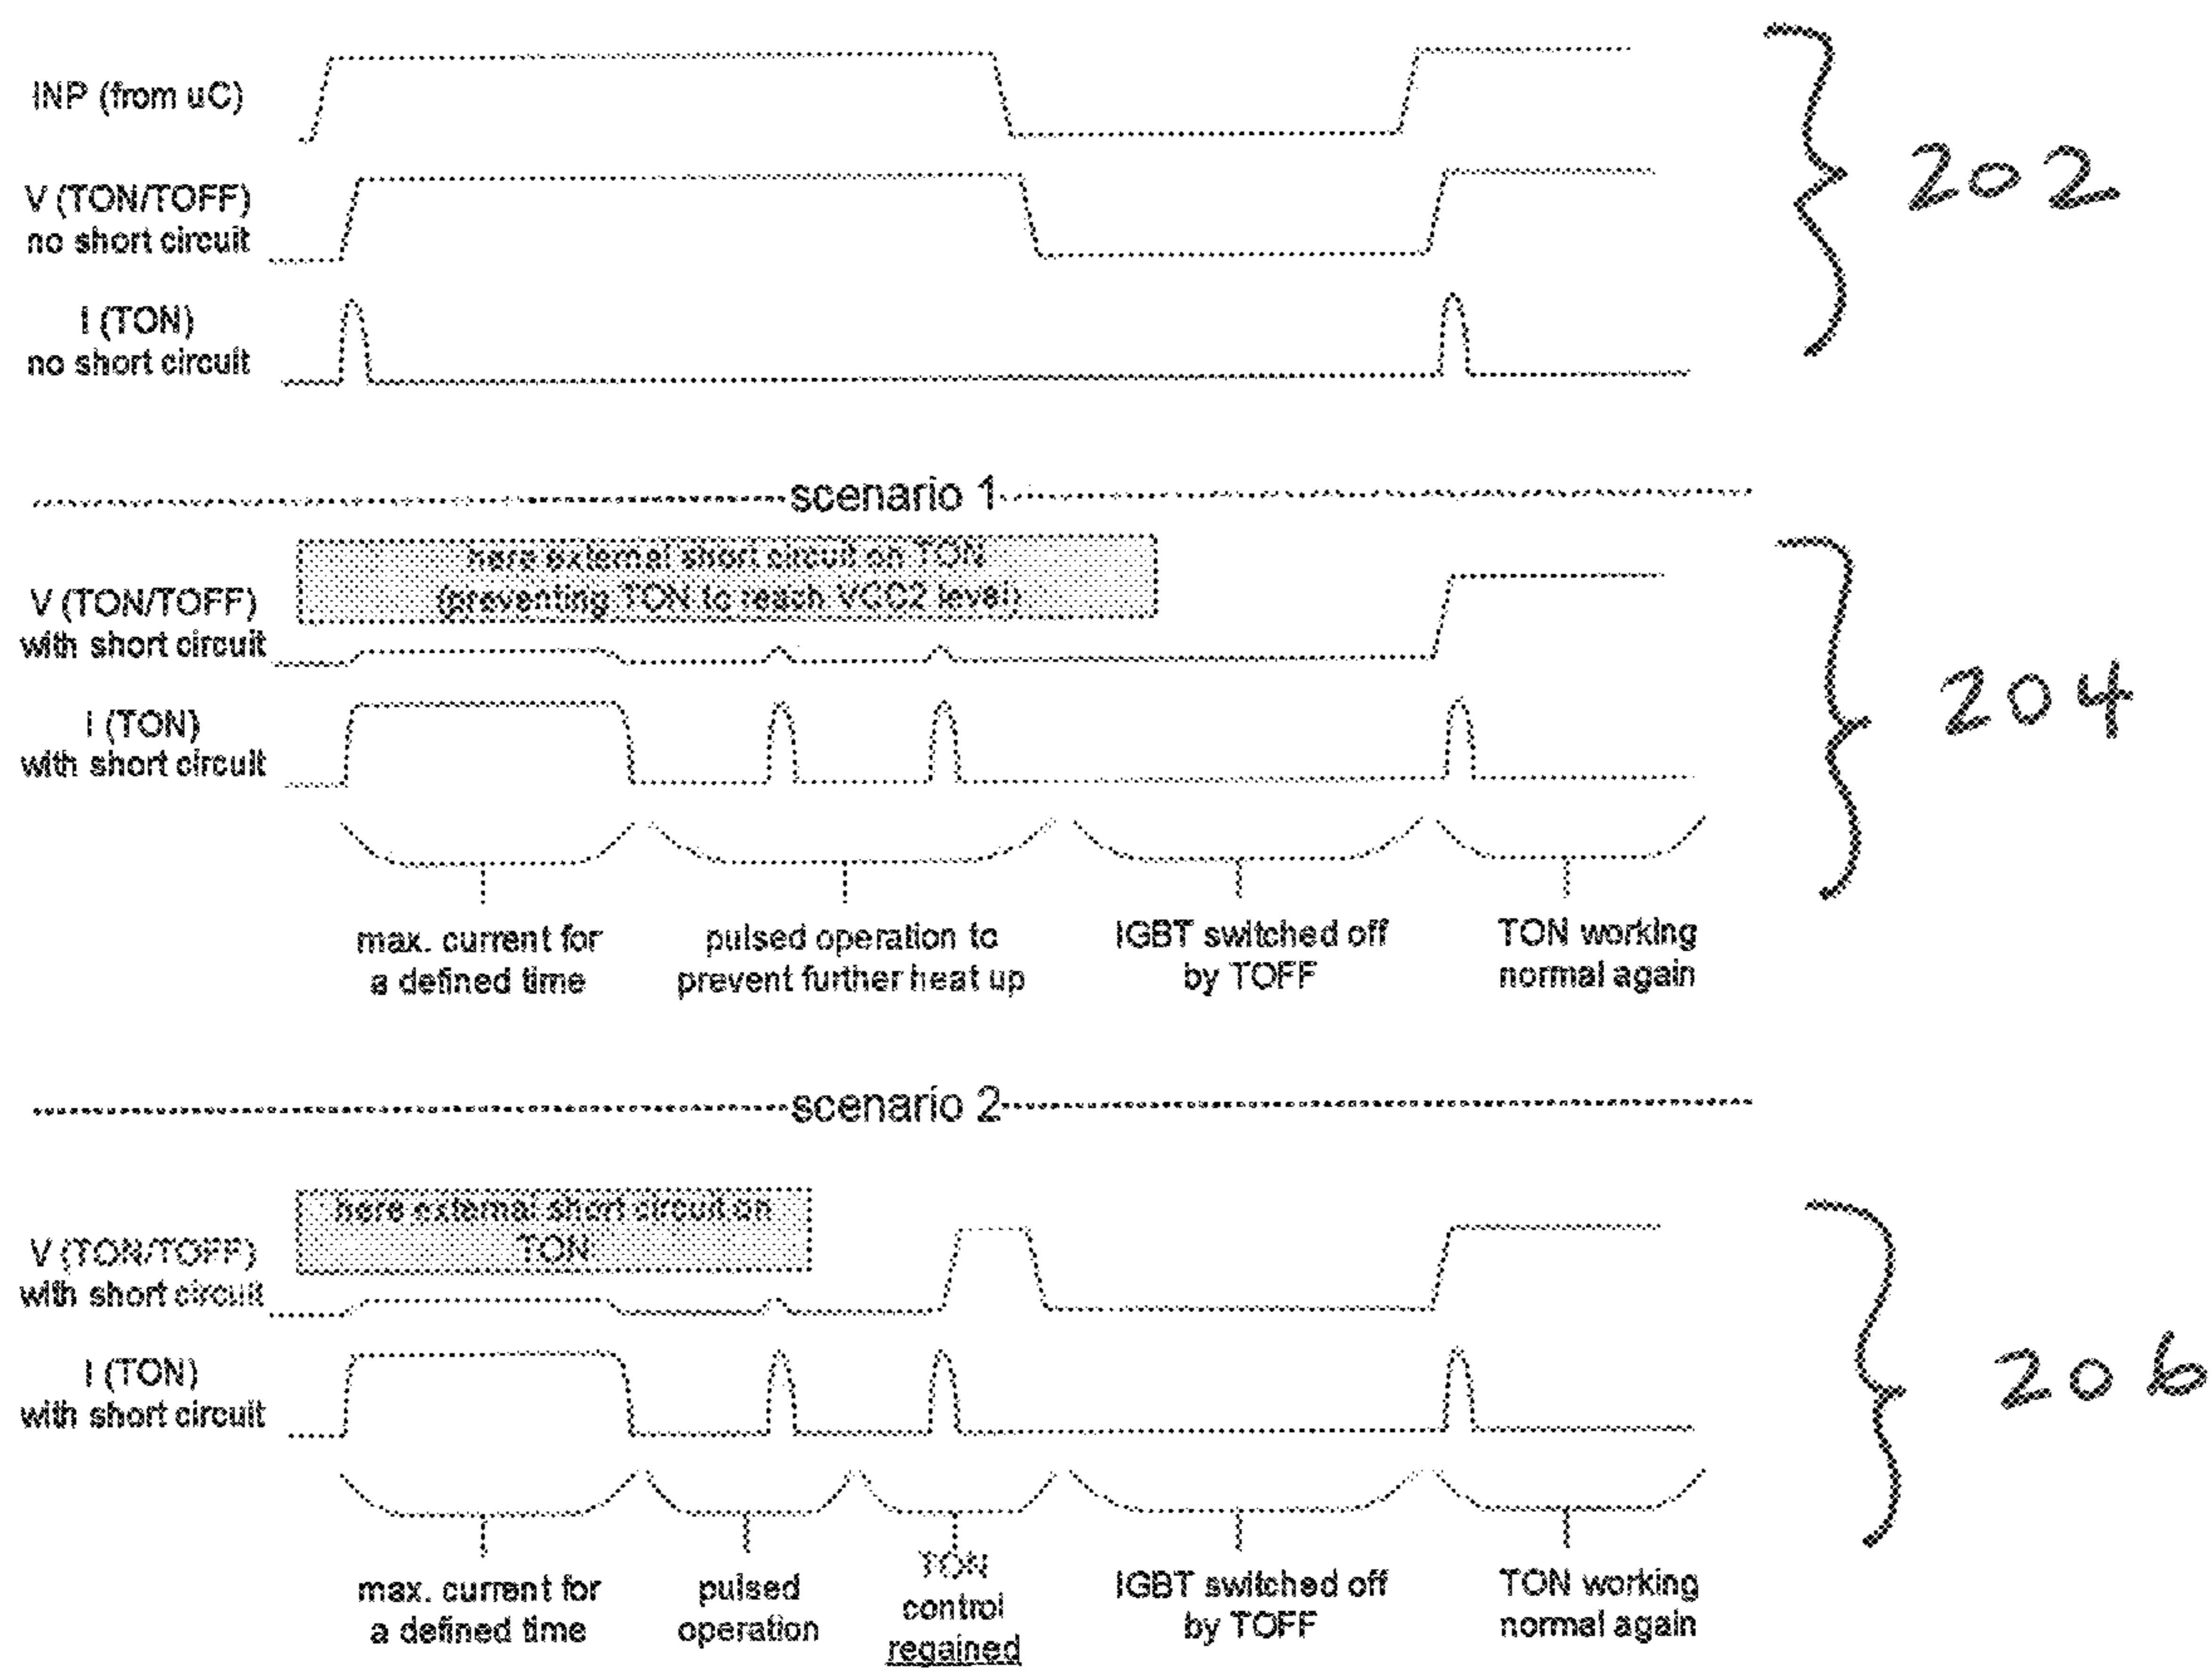 INP (from uC)
202
V (TON/TOFF)
no short circuit
I (TON)
no short circuit
scenario 1
here external short circuit on TON
(preventing TON to reach VCC2 level)
V (TON/TOFF)
with short circuit
204
I (TON)
with short circuit
max. current for
a defined time
pulsed operation to
prevent further heat up
IGBT switched off
by TOFF
TON working
normal again
scenario 2
here external short circuit on
TON
V (TON/TOFF)
with short circuit
206
I (TON)
with short circuit
max. current for
a defined time
pulsed
operation
TON
control
regained
IGBT switched off
by TOFF
TON working
normal again